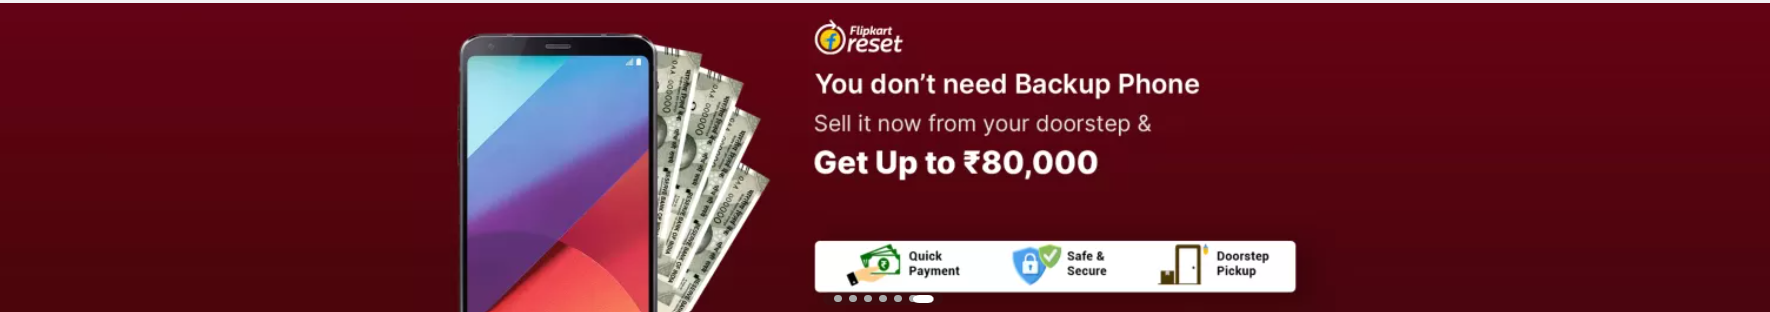 Flipkart
reset
You don't need Backup Phone
Sell it now from your doorstep &
Get Up to ₹80,000
Quick
Payment
Safe &
Secure
Doorstep
Pickup